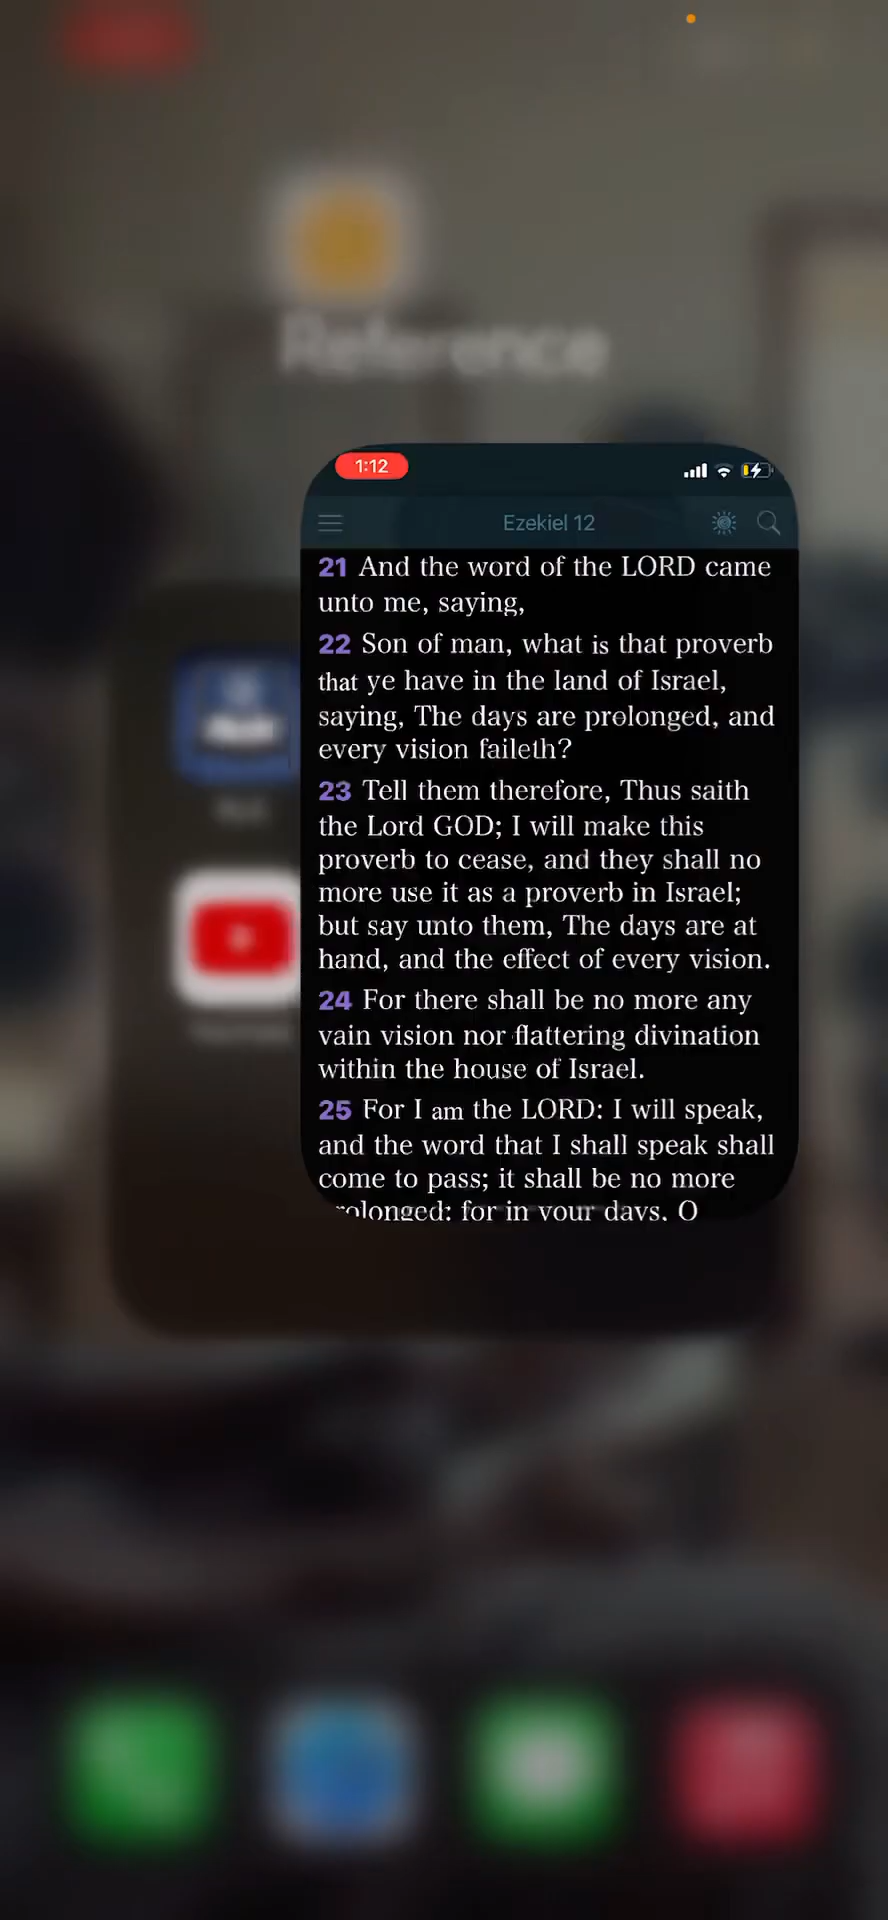 Reference
1:12
Ezekiel 12
21 And the word of the LORD came
unto me, saying,
22 Son of man, what is that proverb
that ye have in the land of Israel,
saying, The days are prolonged, and
every vision faileth?
23 Tell them therefore, Thus saith
the Lord GOD; I will make this
proverb to cease, and they shall no
more use it as a proverb in Israel;
but say unto them, The days are at
hand, and the effect of every vision.
24 For there shall be no more any
vain vision nor flattering divination
within the house of Israel.
25 For I am the LORD: I will speak,
and the word that I shall speak shall
come to pass; it shall be no more
prolonged: for in your days, O